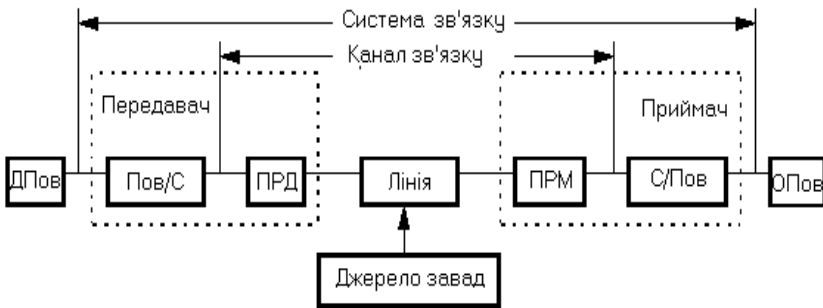 Система зв'язку
Канал зв'язку
Передавач
Приймач
ДПов
Пов/С
ПРД
Лінія
ПРМ
С/Пов
ОПов
Джерело завад